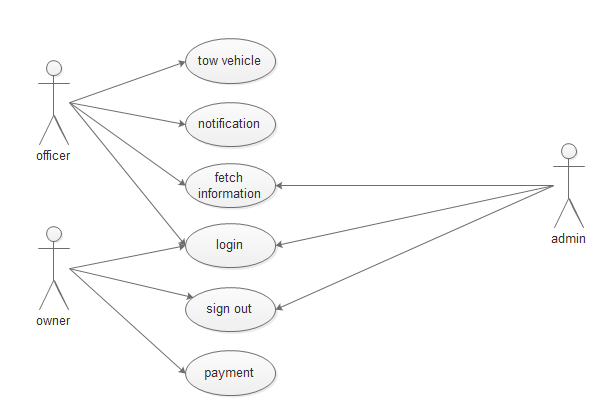 tow vehicle
officer
notification
fetch
information
admin
login
owner
sign out
payment